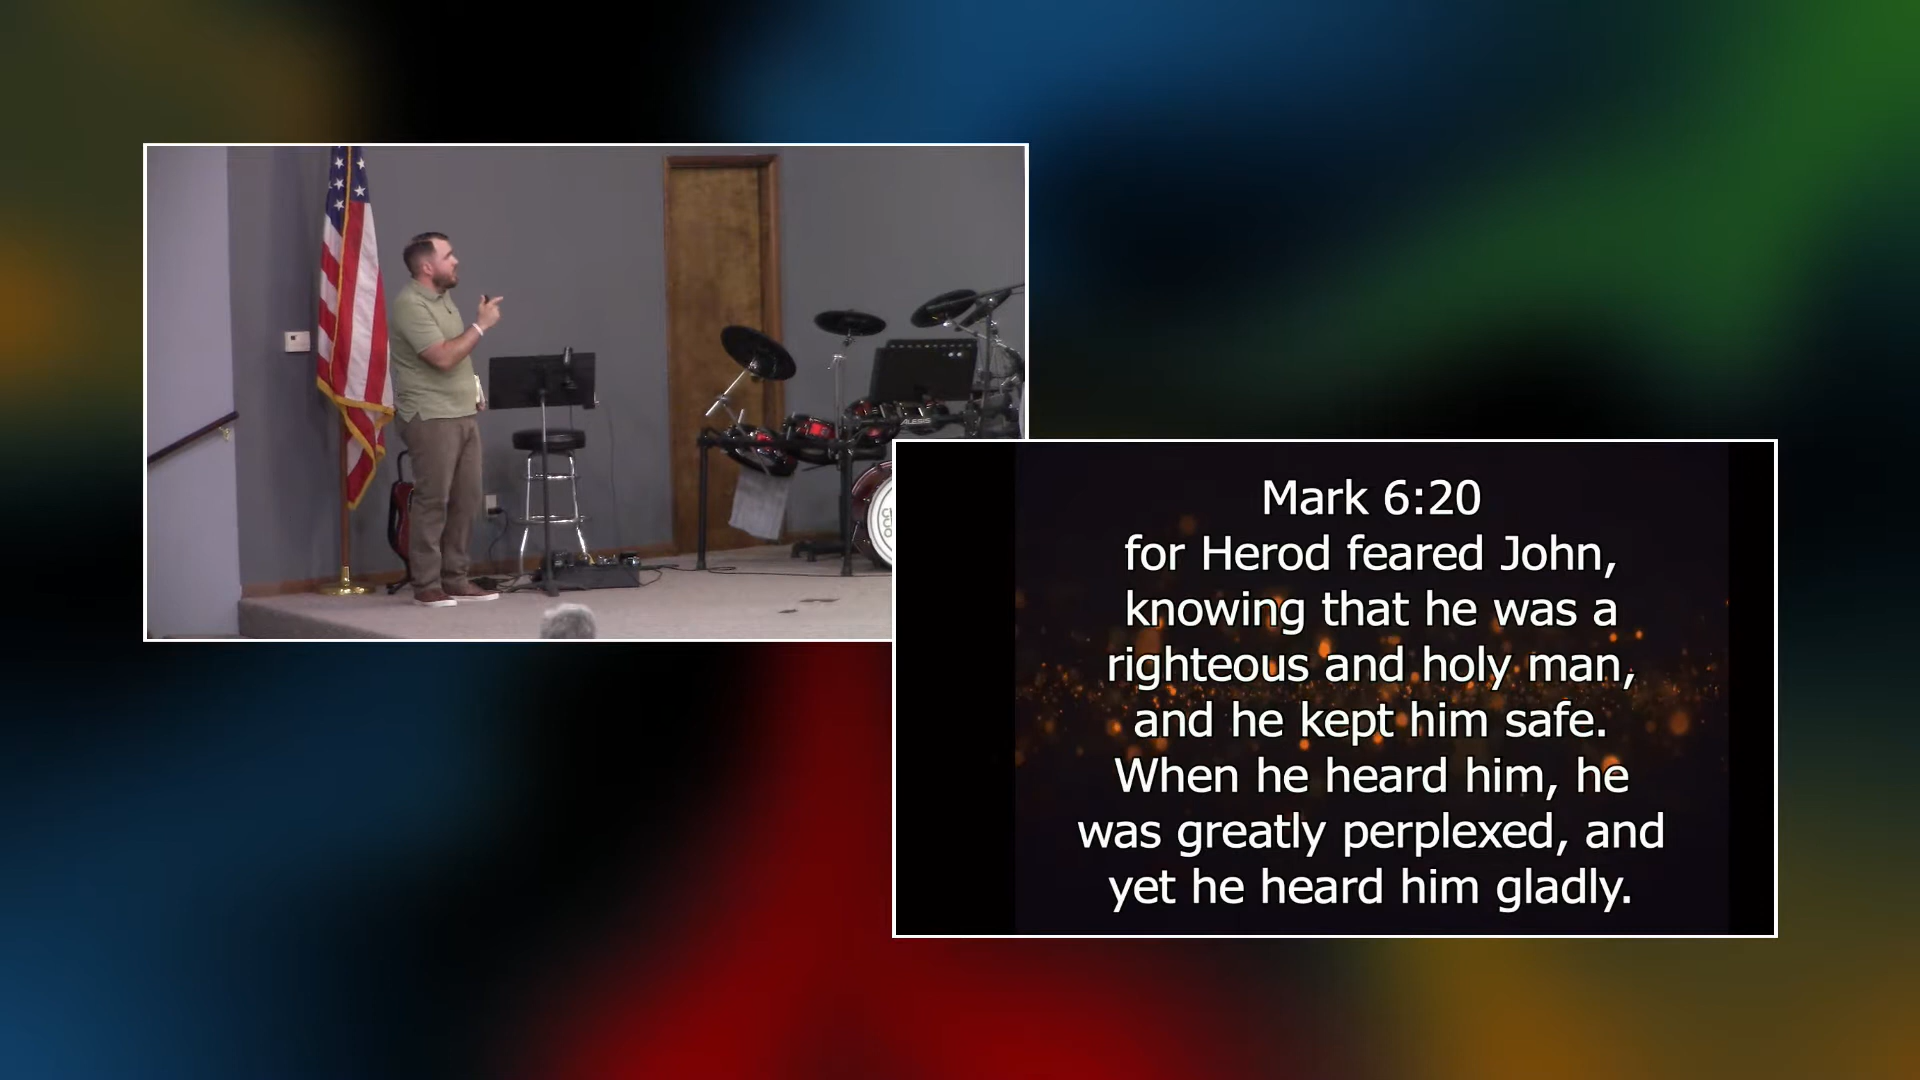 ALESIS
Mark 6:20
for Herod feared John,
knowing that he was a
righteous and holy man,
and he kept him safe.
When he heard him, he
was greatly perplexed, and
yet he heard him gladly.